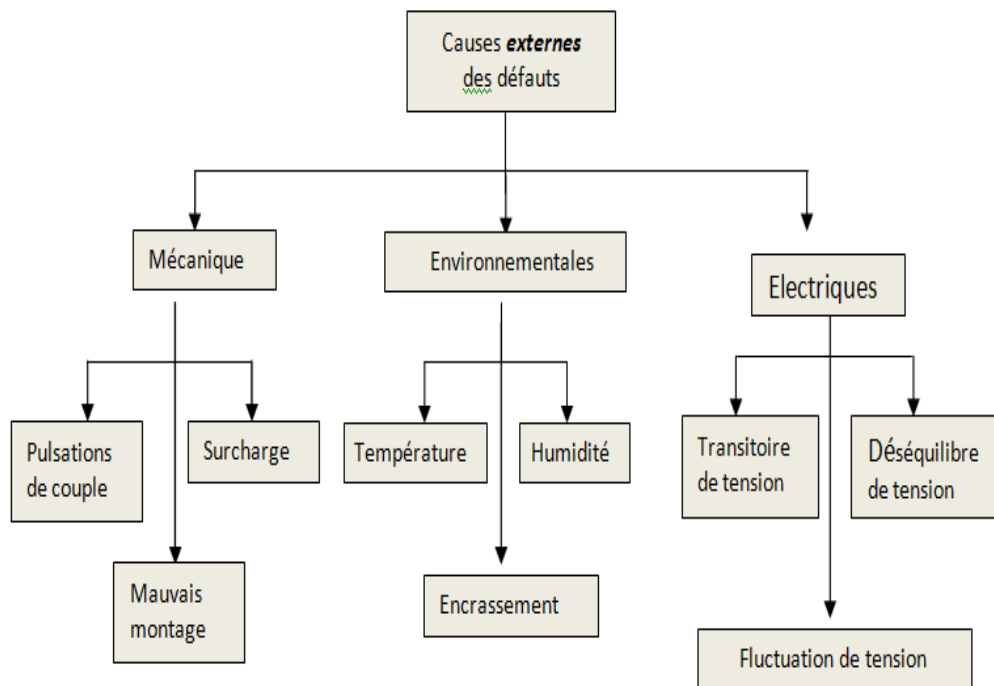 Causes externes
des défauts
Mécanique
Environnementales
Electriques
Pulsations
de couple
Surcharge
Température
Humidité
Transitoire
de tension
Déséquilibre
de tension
Mauvais
montage
Encrassement
Fluctuation de tension